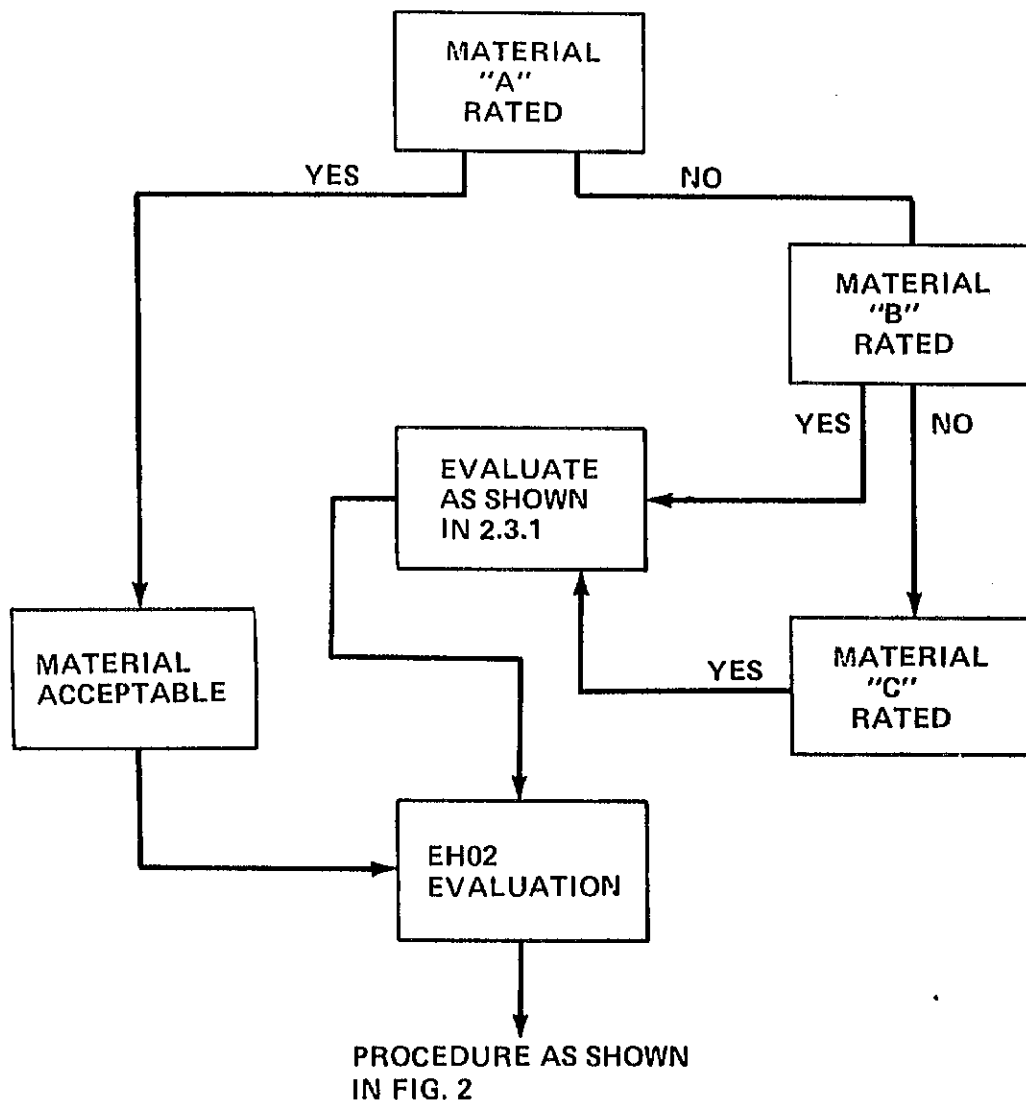 MATERIAL
"A"
RATED
YES
NO
MATERIAL
"B"
RATED
YES
NO
EVALUATE
AS SHOWN
IN 2.3.1
MATERIAL
ACCEPTABLE
YES
MATERIAL
"C"
RATED
EH02
EVALUATION
PROCEDURE AS SHOWN
IN FIG. 2